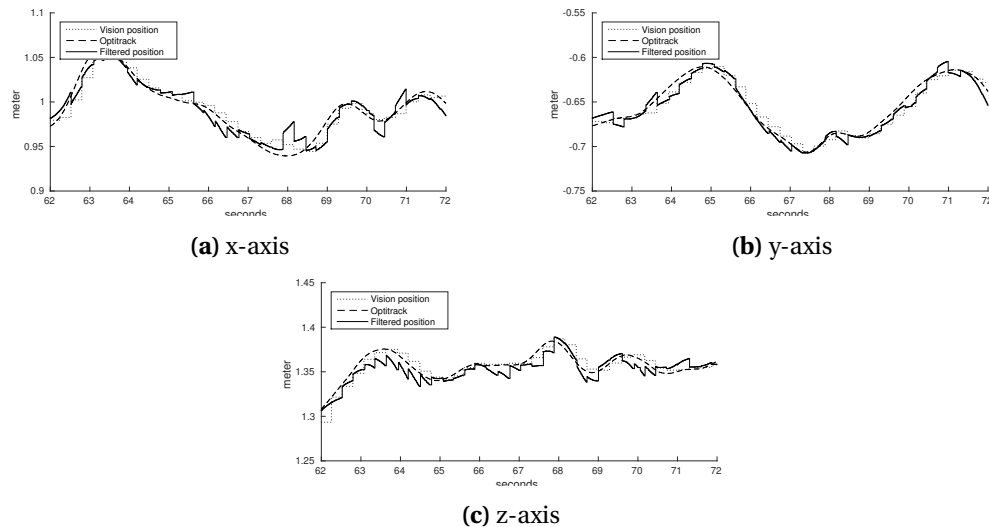 1.1
1.05
1
0.95
0.9
meter
Vision position
Optitrack
Filtered position
62 63 64 65 66 67 68 69 70 71 72
seconds
(a) x-axis
-0.55
-0.6
-0.65
-0.7
-0.75
meter
Vision position
Optitrack
Filtered position
62 63 64 65 66 67 68 69 70 71 72
seconds
(b) y-axis
1.5
1.45
1.4
1.35
1.3
1.25
meter
Vision position
Optitrack
Filtered position
62 63 64 65 66 67 68 69 70 71 72
seconds
(c) z-axis